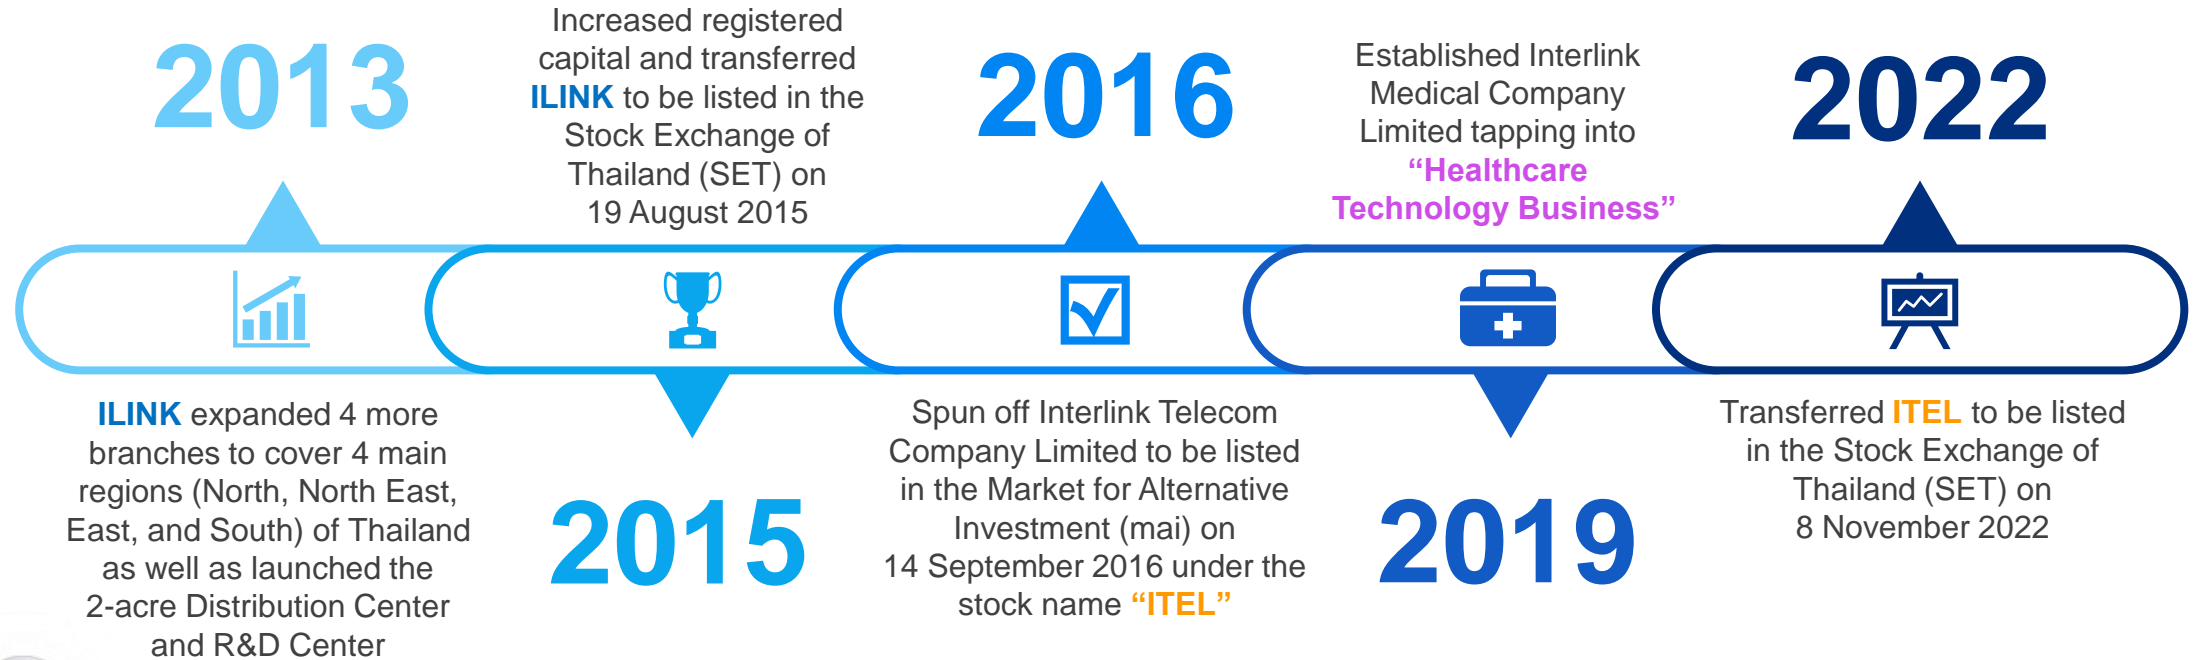 2013
ILINK expanded 4 more
branches to cover 4 main
regions (North, North East,
East, and South) of Thailand
as well as launched the
2-acre Distribution Center
and R&D Center
Increased registered
capital and transferred
ILINK to be listed in the
Stock Exchange of
Thailand (SET) on
19 August 2015
2015
2016
Spun off Interlink Telecom
Company Limited to be listed
in the Market for Alternative
Investment (mai) on
14 September 2016 under the
stock name “ITEL”
Established Interlink
Medical Company
Limited tapping into
“Healthcare
Technology Business”
2019
2022
Transferred ITEL to be listed
in the Stock Exchange of
Thailand (SET) on
8 November 2022